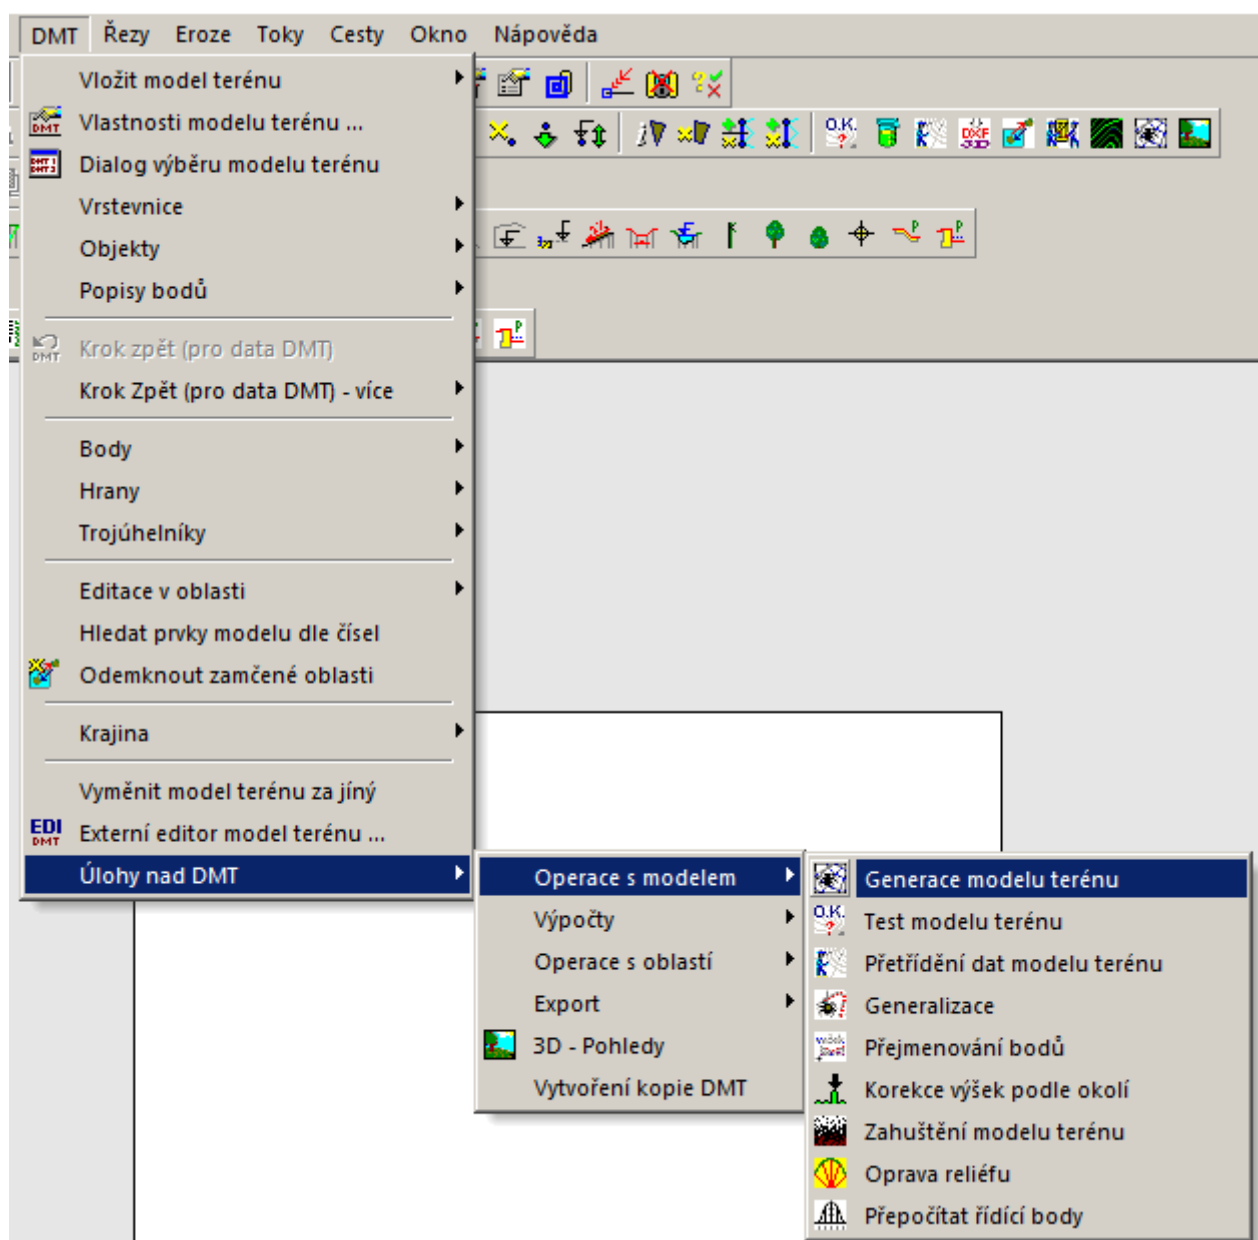 DMT Řezy Eroze Toky Cesty Okno Nápověda
Vložit model terénu
DMT Vlastnosti modelu terénu ...
Dialog výběru modelu terénu
Vrstevnice
Objekty
Popisy bodů
DMT Krok zpět (pro data DMT)
Krok Zpět (pro data DMT) - více
Body
Hrany
Trojúhelníky
Editace v oblasti
Hledat prvky modelu dle čísel
Odemknout zamčené oblasti
Krajina
Vyměnit model terénu za jíný
EDI DMT Externí editor model terénu ...
Úlohy nad DMT
O.K. ? DXF 3D
Operace s modelem
Výpočty
Operace s oblastí
Export
3D - Pohledy
Vytvoření kopie DMT
Generace modelu terénu
O.K. ? Test modelu terénu
Přetřídění dat modelu terénu
Generalizace
Přejmenování bodů
Korekce výšek podle okolí
Zahuštění modelu terénu
Oprava reliéfu
Přepočítat řídící body